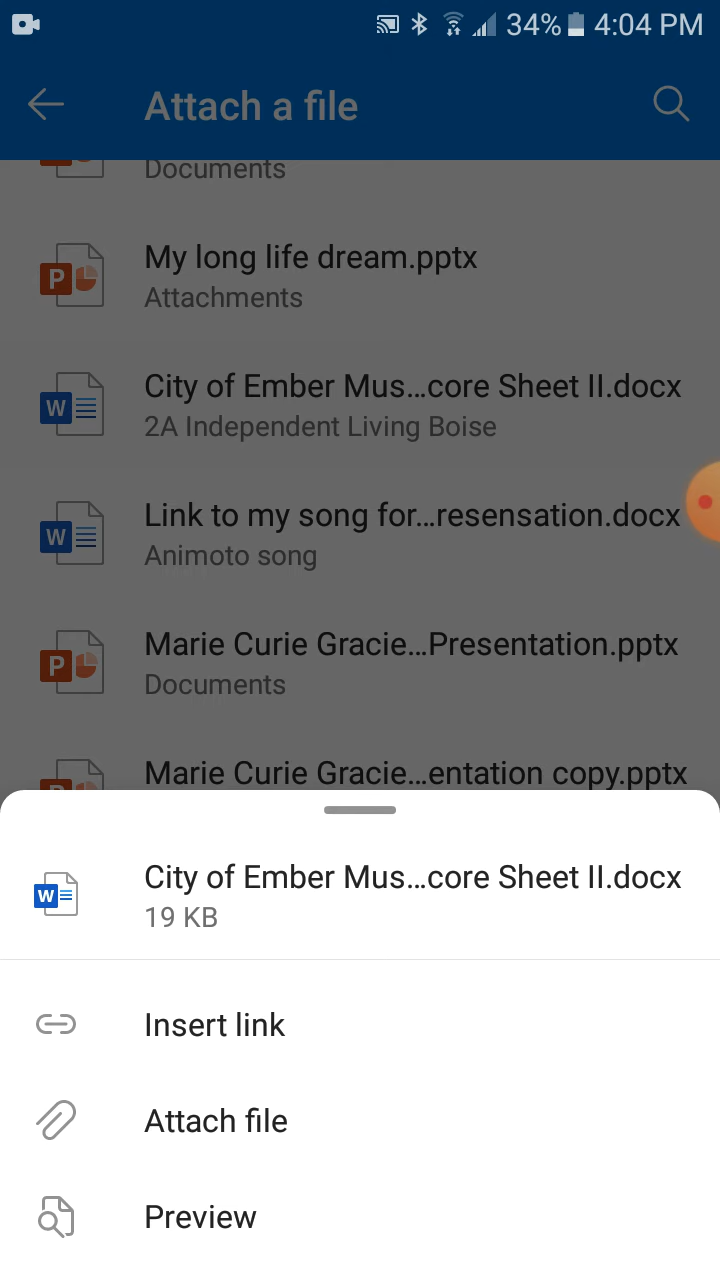 34% 4:04 PM
Attach a file
Documents
My long life dream.pptx
Attachments
City of Ember Mus...core Sheet II.docx
2A Independent Living Boise
Link to my song for...resensation.docx
Animoto song
Marie Curie Gracie...Presentation.pptx
Documents
Marie Curie Gracie...entation copy.pptx
City of Ember Mus...core Sheet II.docx
19 KB
Insert link
Attach file
Preview